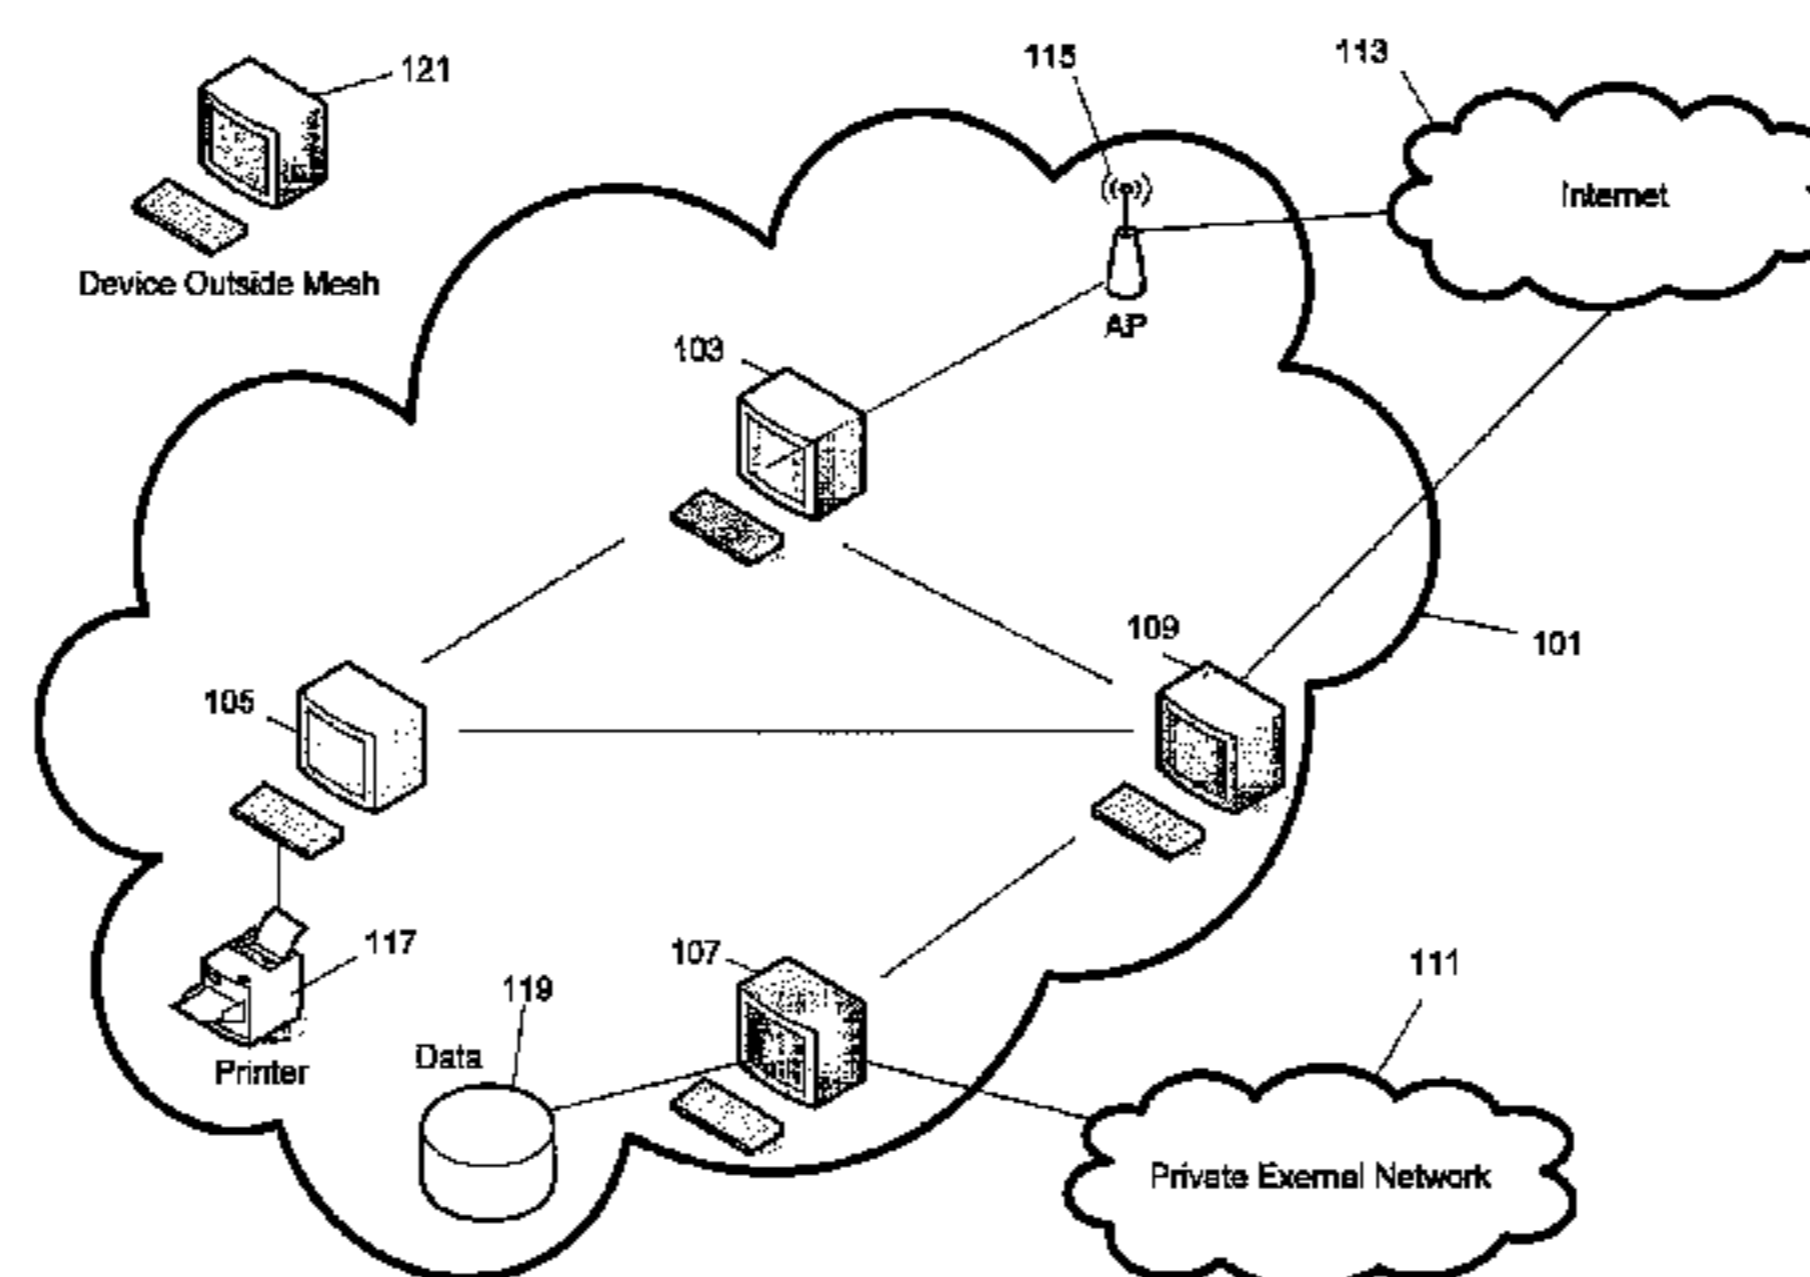 121
115
113
Internet
Device Outside Mesh
AP
103
109
101
105
117
107
111
119
Data
Printer
Private Exernal Network